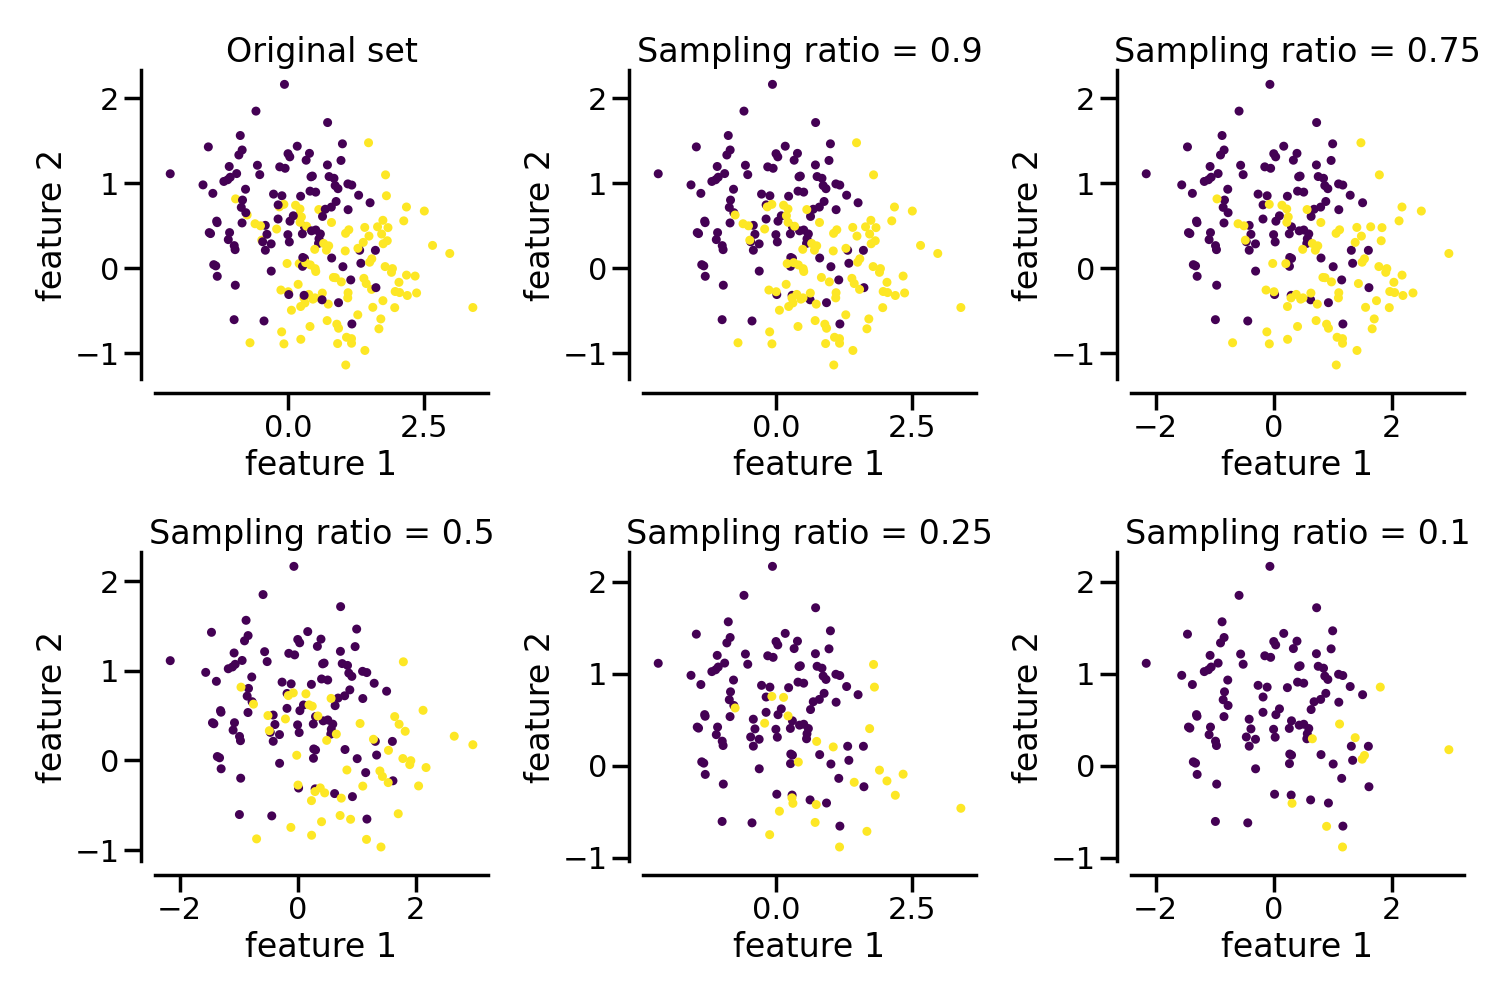 Original set
Sampling ratio = 0.9
Sampling ratio = 0.75
2
1
0
−1
feature 2
0.0
2.5
feature 1
2
1
0
−1
feature 2
0.0
2.5
feature 1
2
1
0
−1
feature 2
−2
0
2
feature 1
Sampling ratio = 0.5
Sampling ratio = 0.25
Sampling ratio = 0.1
2
1
0
−1
feature 2
−2
0
2
feature 1
2
1
0
−1
feature 2
0.0
2.5
feature 1
2
1
0
−1
feature 2
−2
0
2
feature 1